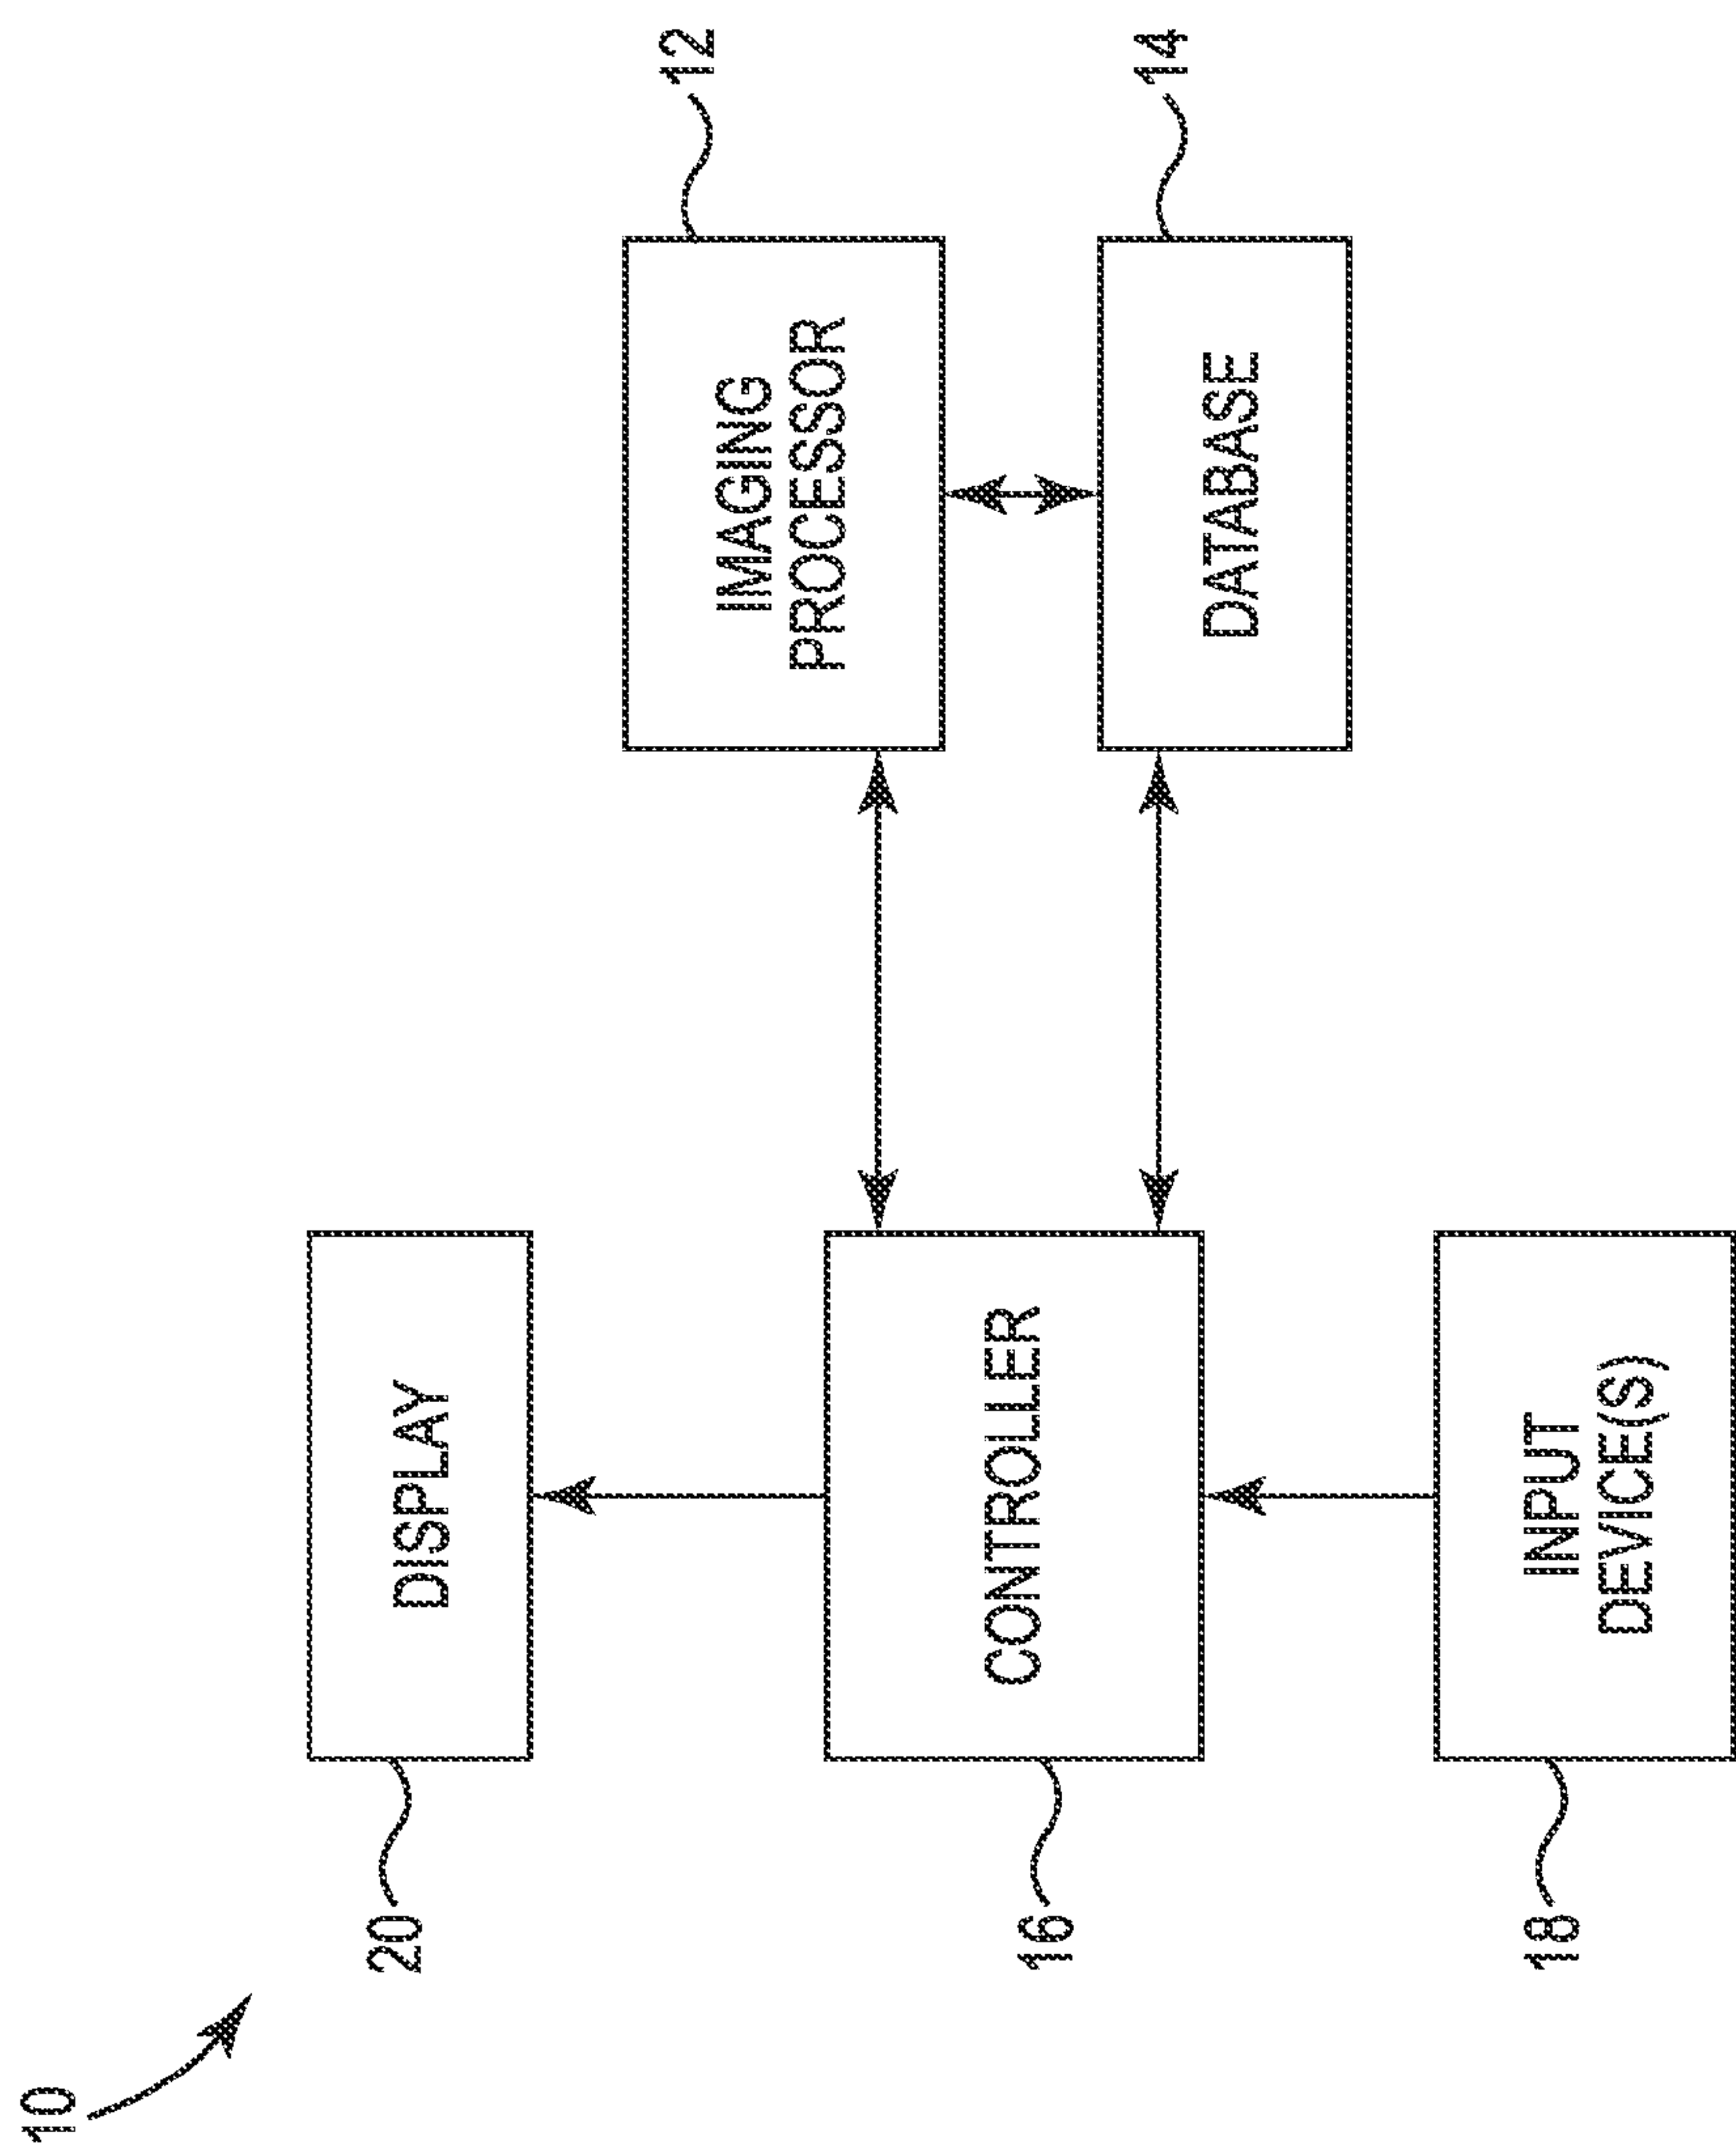 10
20
DISPLAY
12
IMAGING
PROCESSOR
16
CONTROLLER
14
DATABASE
18
INPUT
DEVICE(S)